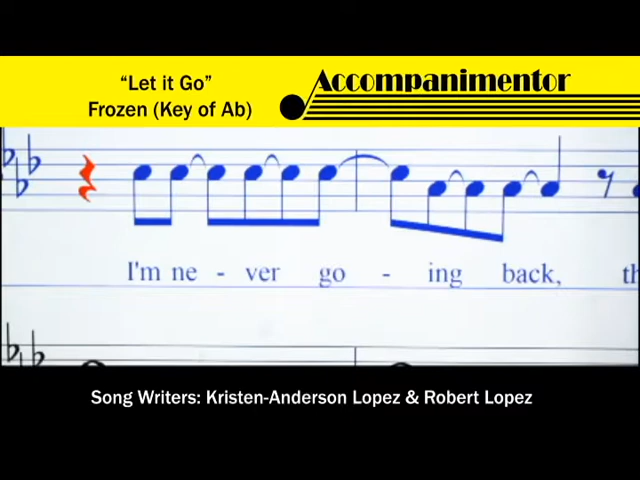 “Let it Go”
Frozen (Key of Ab)
Accompanimentor
I'm ne - ver go - ing back, th
Song Writers: Kristen-Anderson Lopez & Robert Lopez